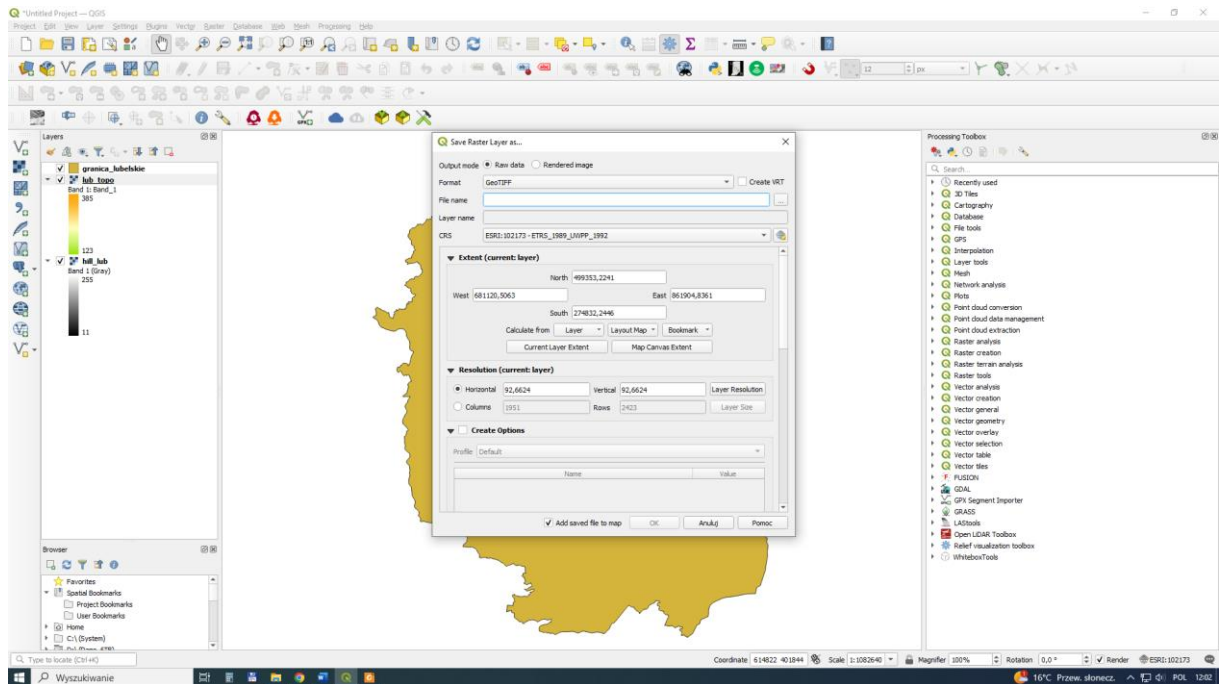 *Untitled Project — QGIS
Project Edit View Layer Settings Plugins Vector Raster Database Web Mesh Processing Help
12 px
Layers
granica_lubelskie
lub_topo
Band 1: Band_1
385
123
hill_lub
Band 1 (Gray)
255
11
Browser
Favorites
Spatial Bookmarks
Project Bookmarks
User Bookmarks
Home
C:\ (System)
Save Raster Layer as...
Output mode Raw data Rendered image
Format GeoTIFF Create VRT
File name
Layer name
CRS ESRI:102173 - ETRS_1989_UWPP_1992
Extent (current: layer)
North 499353,2241
West 681120,5063 East 861904,8361
South 274832,2446
Calculate from Layer Layout Map Bookmark
Current Layer Extent Map Canvas Extent
Resolution (current: layer)
Horizontal 92,6624 Vertical 92,6624 Layer Resolution
Columns 1951 Rows 2423 Layer Size
Create Options
Profile Default
Name Value
Add saved file to map OK Anuluj Pomoc
Processing Toolbox
Search...
Recently used
3D Tiles
Cartography
Database
File tools
GPS
Interpolation
Layer tools
Mesh
Network analysis
Plots
Point cloud conversion
Point cloud data management
Point cloud extraction
Raster analysis
Raster creation
Raster terrain analysis
Raster tools
Vector analysis
Vector creation
Vector general
Vector geometry
Vector overlay
Vector selection
Vector table
Vector tiles
FUSION
GDAL
GPX Segment Importer
GRASS
LAStools
Open LiDAR Toolbox
Relief visualization toolbox
WhiteboxTools
Type to locate (Ctrl+K)
Coordinate 614822 401844 Scale 1:1082640 Magnifier 100% Rotation 0,0 ° Render ESRI:102173
Wyszukiwanie
16°C Przew. słonecz. POL 12:02